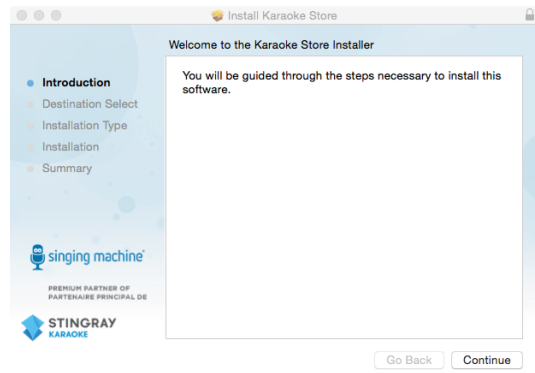 Install Karaoke Store
Welcome to the Karaoke Store Installer
Introduction
Destination Select
Installation Type
Installation
Summary
You will be guided through the steps necessary to install this
software.
singing machine®
PREMIUM PARTNER OF
PARTENAIRE PRINCIPAL DE
STINGRAY
KARAOKE
Go Back
Continue